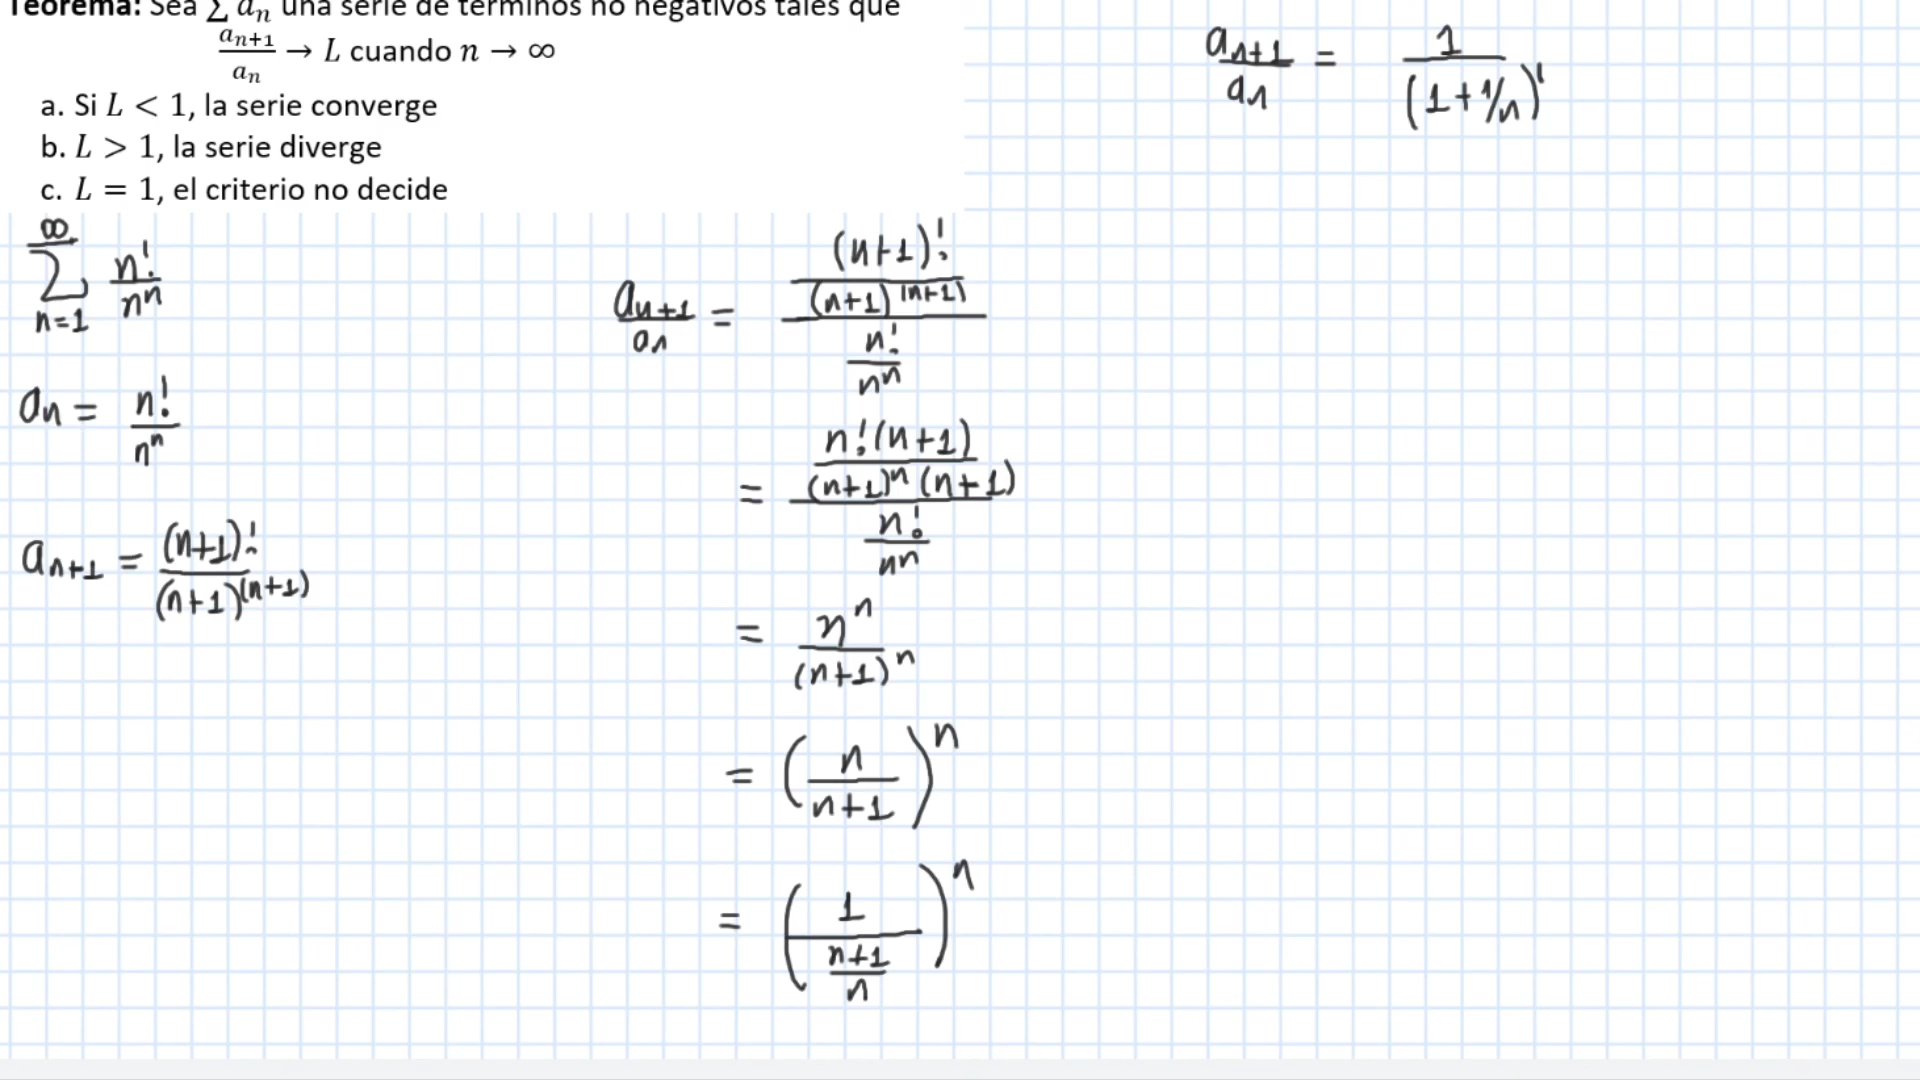 Teorema: Sea ∑ aₙ una serie de términos no negativos tales que
aₙ₊₁/aₙ → L cuando n → ∞
a. Si L < 1, la serie converge
b. L > 1, la serie diverge
c. L = 1, el criterio no decide
∞
∑ n!/nⁿ
n=1
aₙ = n!/nⁿ
aₙ₊₁ = (n+1)!/(n+1)⁽ⁿ⁺¹⁾
aₙ₊₁/aₙ = ((n+1)!/(n+1)⁽ⁿ⁺¹⁾)/(n!/nⁿ)
= (n!(n+1)/(n+1)ⁿ(n+1))/(n!/nⁿ)
= nⁿ/(n+1)ⁿ
= (n/(n+1))ⁿ
= (1/((n+1)/n))ⁿ
aₙ₊₁/aₙ = 1/(1+1/n)